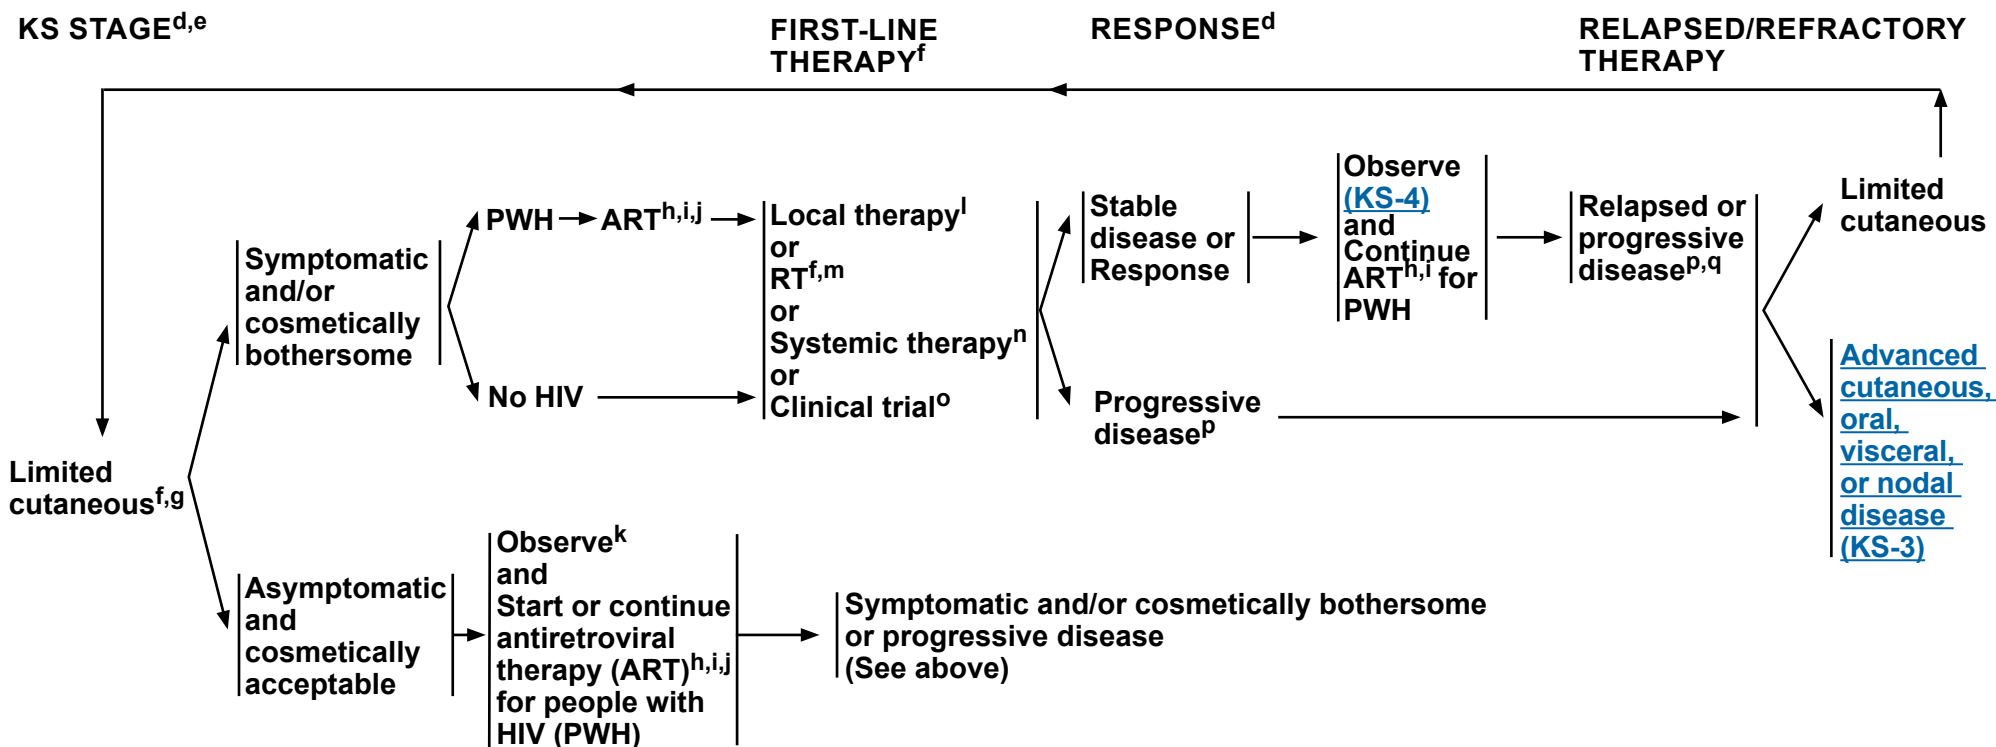 KS STAGEd,e
FIRST-LINE
THERAPYf
RESPONSEd
RELAPSED/REFRACTORY
THERAPY
Limited
cutaneousf,g
Symptomatic
and/or
cosmetically
bothersome
PWH
ARTh,i,j
No HIV
Local therapyl
or
RTf,m
or
Systemic therapyn
or
Clinical trialo
Stable
disease or
Response
Observe
(KS-4)
and
Continue
ARTh,i for
PWH
Relapsed or
progressive
diseasep,q
Progressive
diseasep
Limited
cutaneous
Advanced
cutaneous,
oral,
visceral,
or nodal
disease
(KS-3)
Asymptomatic
and
cosmetically
acceptable
Observek
and
Start or continue
antiretroviral
therapy (ART)h,i,j
for people with
HIV (PWH)
Symptomatic and/or cosmetically bothersome
or progressive disease
(See above)